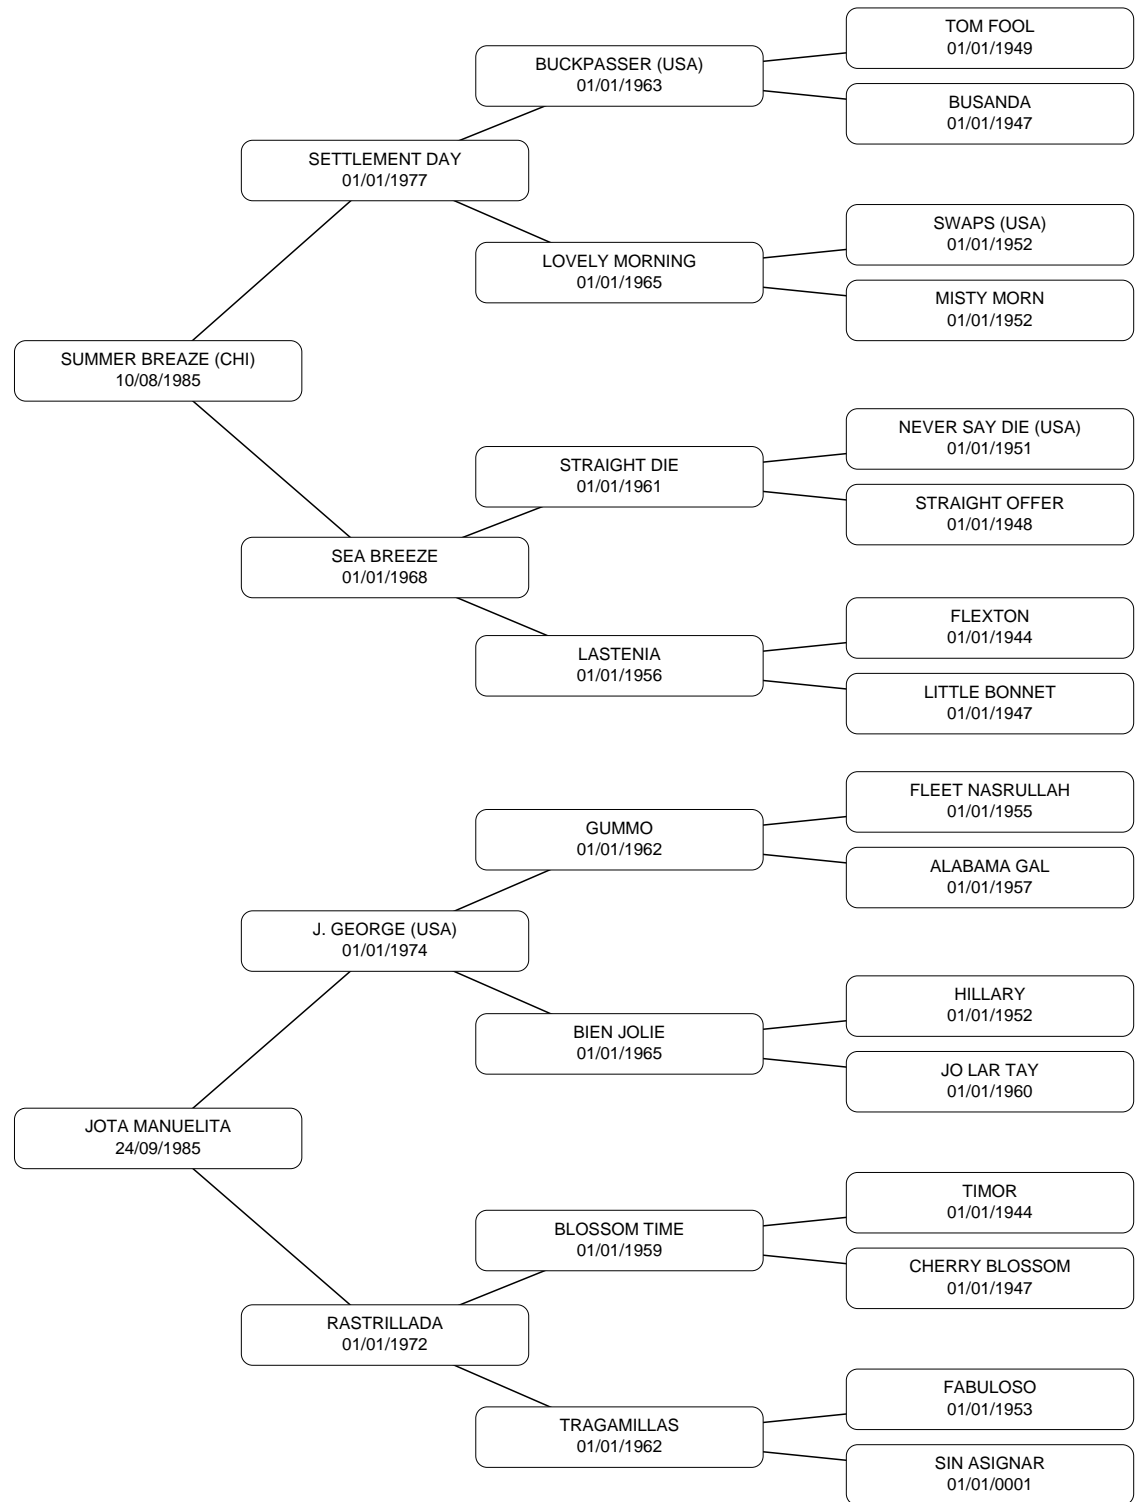 TOM FOOL
01/01/1949
BUCKPASSER (USA)
01/01/1963
BUSANDA
01/01/1947
SETTLEMENT DAY
01/01/1977
SWAPS (USA)
01/01/1952
LOVELY MORNING
01/01/1965
MISTY MORN
01/01/1952
SUMMER BREAZE (CHI)
10/08/1985
NEVER SAY DIE (USA)
01/01/1951
STRAIGHT DIE
01/01/1961
STRAIGHT OFFER
01/01/1948
SEA BREEZE
01/01/1968
FLEXTON
01/01/1944
LASTENIA
01/01/1956
LITTLE BONNET
01/01/1947
FLEET NASRULLAH
01/01/1955
GUMMO
01/01/1962
ALABAMA GAL
01/01/1957
J. GEORGE (USA)
01/01/1974
HILLARY
01/01/1952
BIEN JOLIE
01/01/1965
JO LAR TAY
01/01/1960
JOTA MANUELITA
24/09/1985
TIMOR
01/01/1944
BLOSSOM TIME
01/01/1959
CHERRY BLOSSOM
01/01/1947
RASTRILLADA
01/01/1972
FABULOSO
01/01/1953
TRAGAMILLAS
01/01/1962
SIN ASIGNAR
01/01/0001